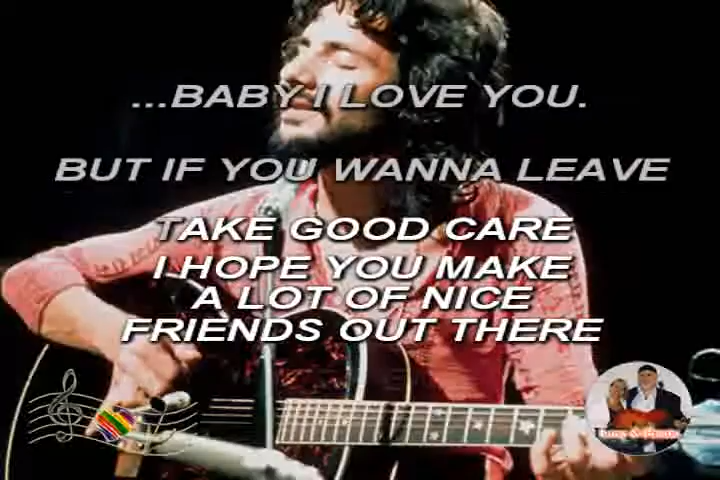 ...BABY I LOVE YOU.
BUT IF YOU WANNA LEAVE
TAKE GOOD CARE
I HOPE YOU MAKE
A LOT OF NICE
FRIENDS OUT THERE